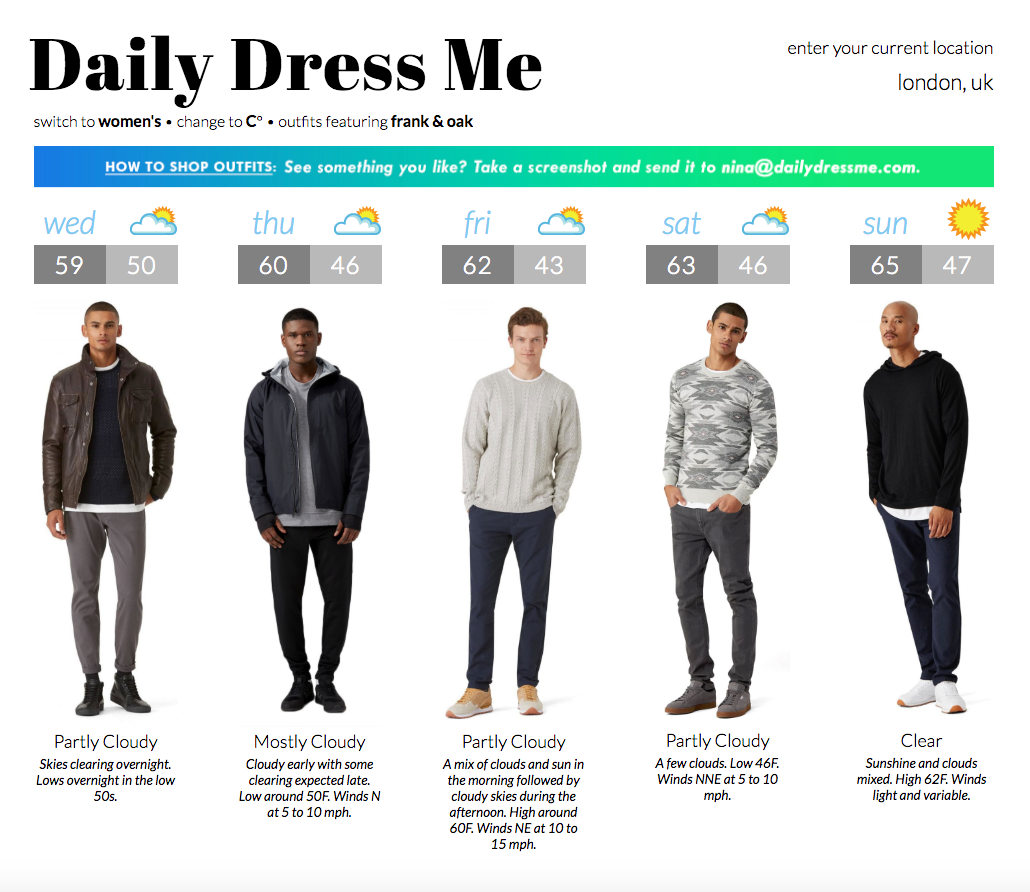 Daily Dress Me
enter your current location
london, uk
switch to women's • change to C° • outfits featuring frank & oak
HOW TO SHOP OUTFITS: See something you like? Take a screenshot and send it to nina@dailydressme.com.
wed
59 50
thu
60 46
fri
62 43
sat
63 46
sun
65 47
Partly Cloudy
Skies clearing overnight.
Lows overnight in the low
50s.
Mostly Cloudy
Cloudy early with some
clearing expected late.
Low around 50F. Winds N
at 5 to 10 mph.
Partly Cloudy
A mix of clouds and sun in
the morning followed by
cloudy skies during the
afternoon. High around
60F. Winds NE at 10 to
15 mph.
Partly Cloudy
A few clouds. Low 46F.
Winds NNE at 5 to 10
mph.
Clear
Sunshine and clouds
mixed. High 62F. Winds
light and variable.